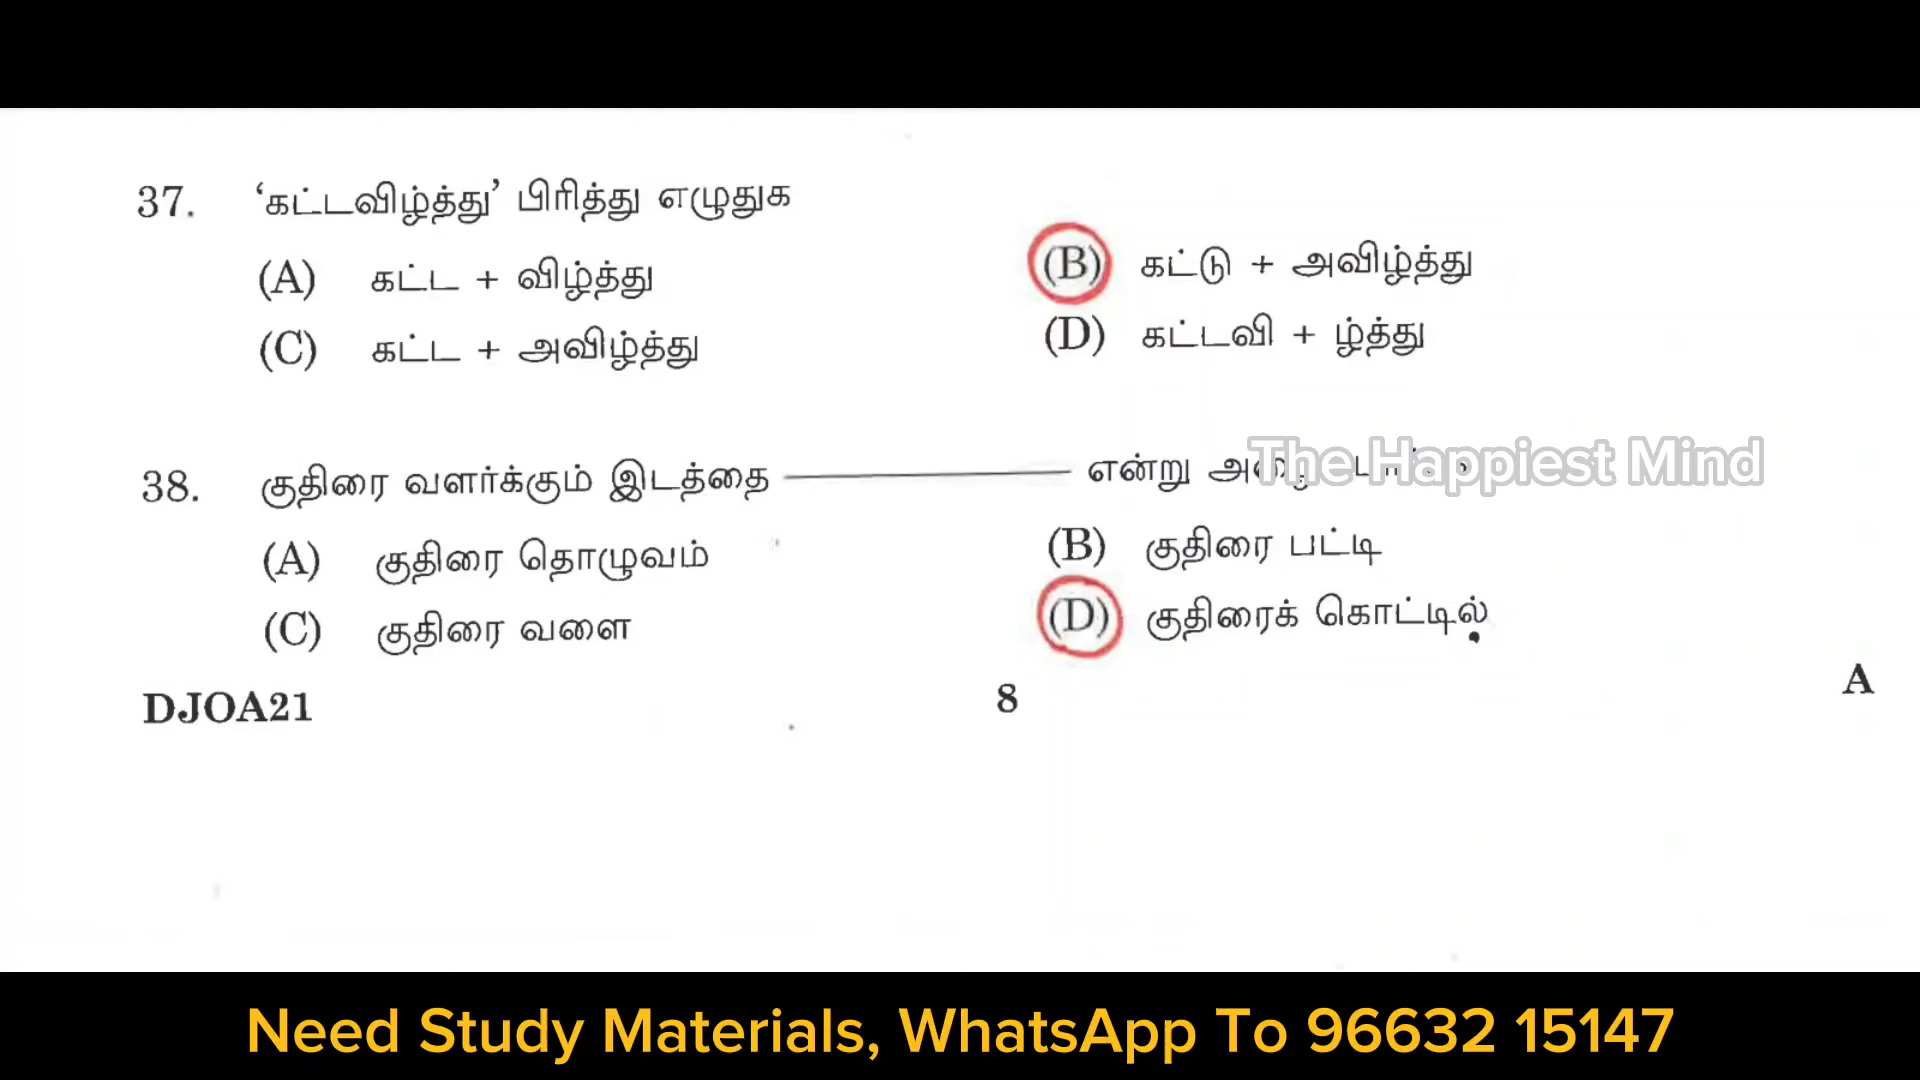 37. ‘கட்டவிழ்த்து’ பிரித்து எழுதுக
(A) கட்ட + விழ்த்து (B) கட்டு + அவிழ்த்து
(C) கட்ட + அவிழ்த்து (D) கட்டவி + ழ்த்து
The Happiest Mind
38. குதிரை வளர்க்கும் இடத்தை ———— என்று
(A) குதிரை தொழுவம் (B) குதிரை பட்டி
(C) குதிரை வளை (D) குதிரைக் கொட்டில்
DJOA21 8 A
Need Study Materials, WhatsApp To 96632 15147